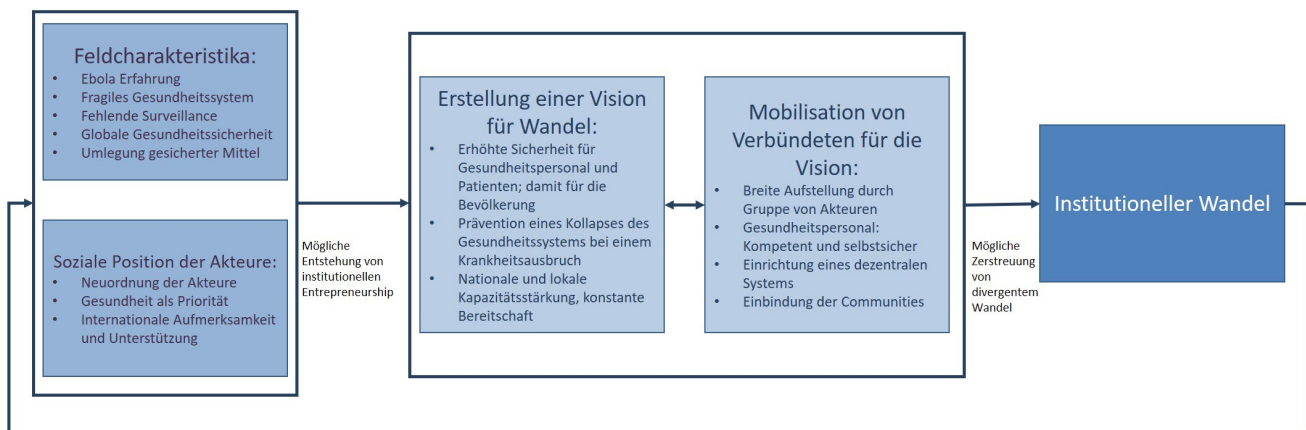 Feldcharakteristika:
• Ebola Erfahrung
• Fragiles Gesundheitssystem
• Fehlende Surveillance
• Globale Gesundheitssicherheit
• Umlegung gesicherter Mittel
Soziale Position der Akteure:
• Neuordnung der Akteure
• Gesundheit als Priorität
• Internationale Aufmerksamkeit
und Unterstützung
Mögliche
Entstehung von
institutionellen
Entrepreneurship
Erstellung einer Vision
für Wandel:
• Erhöhte Sicherheit für
Gesundheitspersonal und
Patienten; damit für die
Bevölkerung
• Prävention eines Kollapses des
Gesundheitssystems bei einem
Krankheitsausbruch
• Nationale und lokale
Kapazitätsstärkung, konstante
Bereitschaft
Mobilisation von
Verbündeten für die
Vision:
• Breite Aufstellung durch
Gruppe von Akteuren
• Gesundheitspersonal:
Kompetent und selbstsicher
• Einrichtung eines dezentralen
Systems
• Einbindung der Communities
Mögliche
Zerstreuung
von
divergentem
Wandel
Institutioneller Wandel